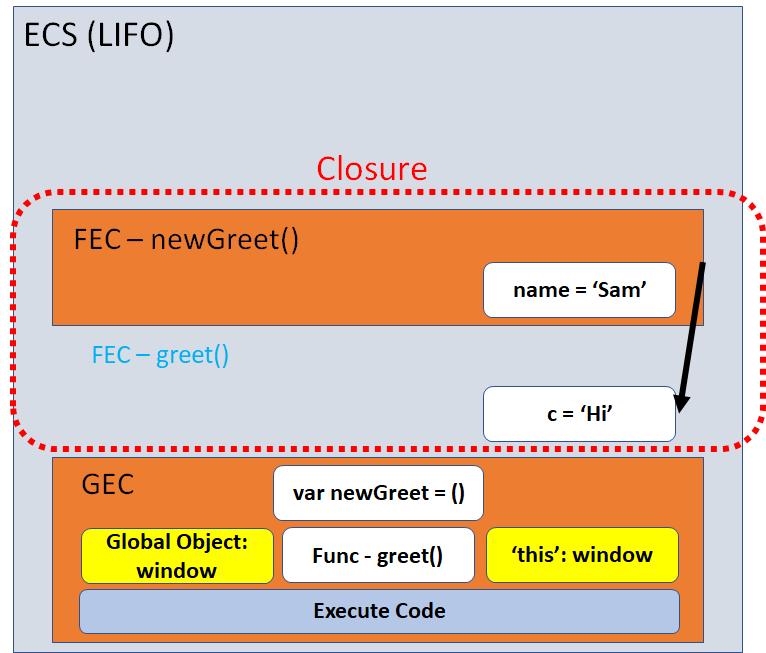 ECS (LIFO)
Closure
FEC – newGreet()
name = ‘Sam’
FEC – greet()
c = ‘Hi’
GEC
var newGreet = ()
Global Object:
window
Func - greet()
‘this’: window
Execute Code